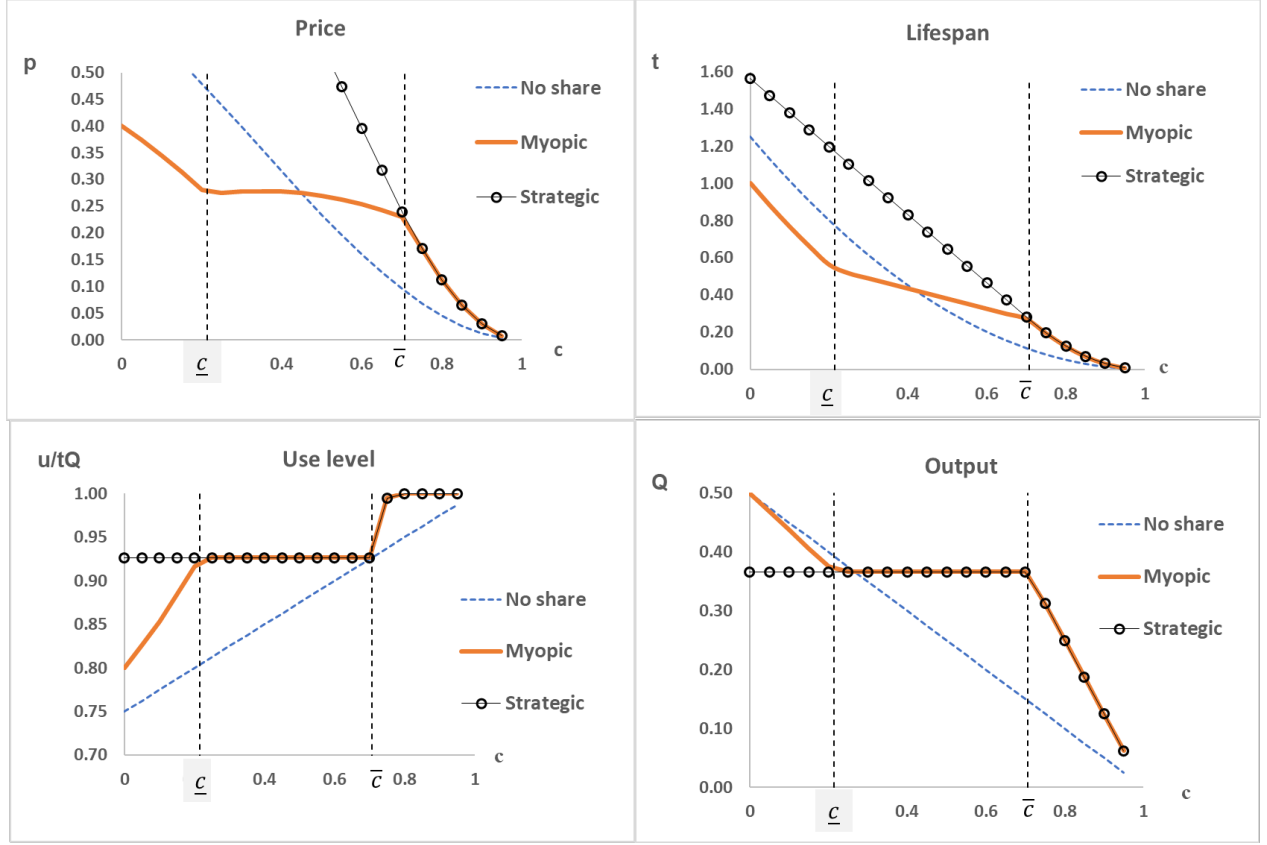 Price
p
0.50
0.45
0.40
0.35
0.30
0.25
0.20
0.15
0.10
0.05
0.00
No share
Myopic
Strategic
0 c̲ 0.4 0.6 c̅ 0.8 1 c
Lifespan
t
1.60
1.40
1.20
1.00
0.80
0.60
0.40
0.20
0.00
No share
Myopic
Strategic
0 c̲ 0.4 0.6 c̅ 0.8 1 c
Use level
u/tQ
1.00
0.95
0.90
0.85
0.80
0.75
0.70
No share
Myopic
Strategic
0 c̲ 0.4 0.6 c̅ 0.8 1 c
Output
Q
0.50
0.40
0.30
0.20
0.10
0.00
No share
Myopic
Strategic
0 c̲ 0.4 0.6 c̅ 0.8 1 c